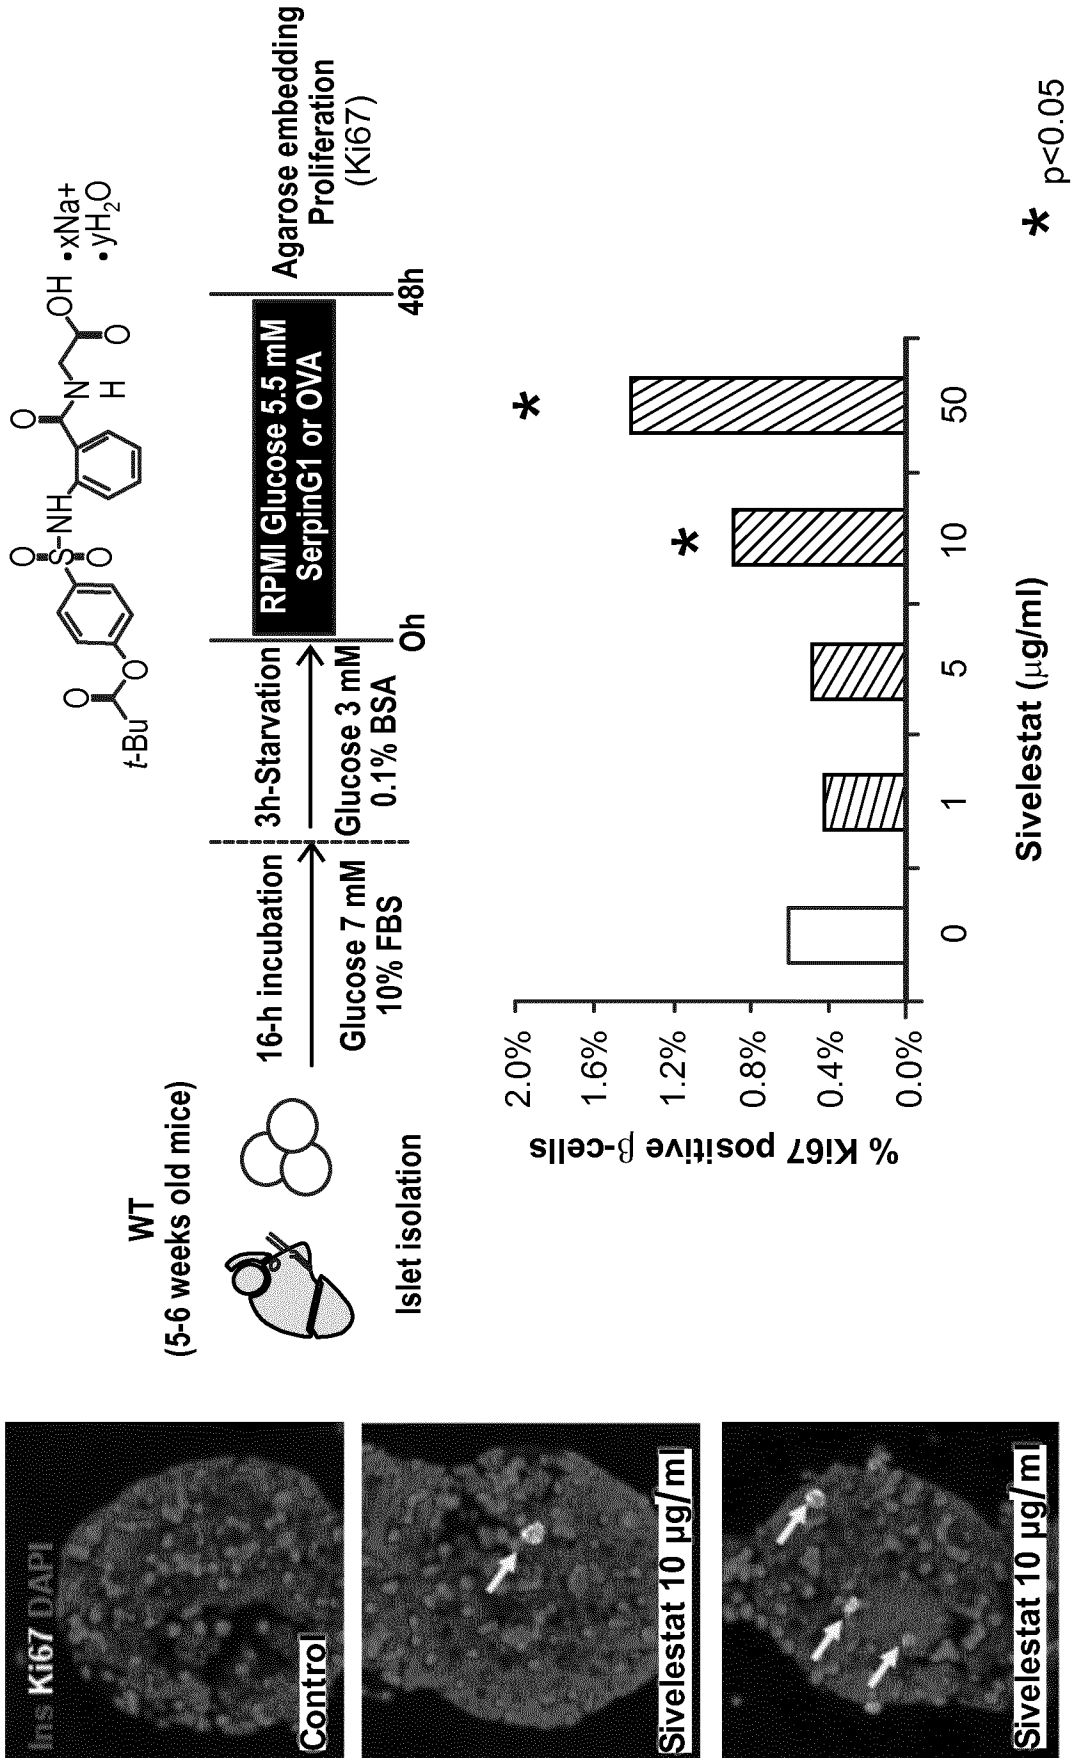 Ins Ki67 DAPI
Control
Sivelestat 10 µg/ml
Sivelestat 10 µg/ml
WT
(5-6 weeks old mice)
Islet isolation
16-h incubation
Glucose 7 mM
10% FBS
3h-Starvation
Glucose 3 mM
0.1% BSA
0h
RPMI Glucose 5.5 mM
SerpinG1 or OVA
48h
Agarose embedding
Proliferation
(Ki67)
t-Bu
O
O
O
S
O
NH
O
N
H
O
OH
•xNa+
•yH₂O
% Ki67 positive β-cells
2.0%
1.6%
1.2%
0.8%
0.4%
0.0%
* *
0 1 5 10 50
Sivelestat (µg/ml)
* p<0.05